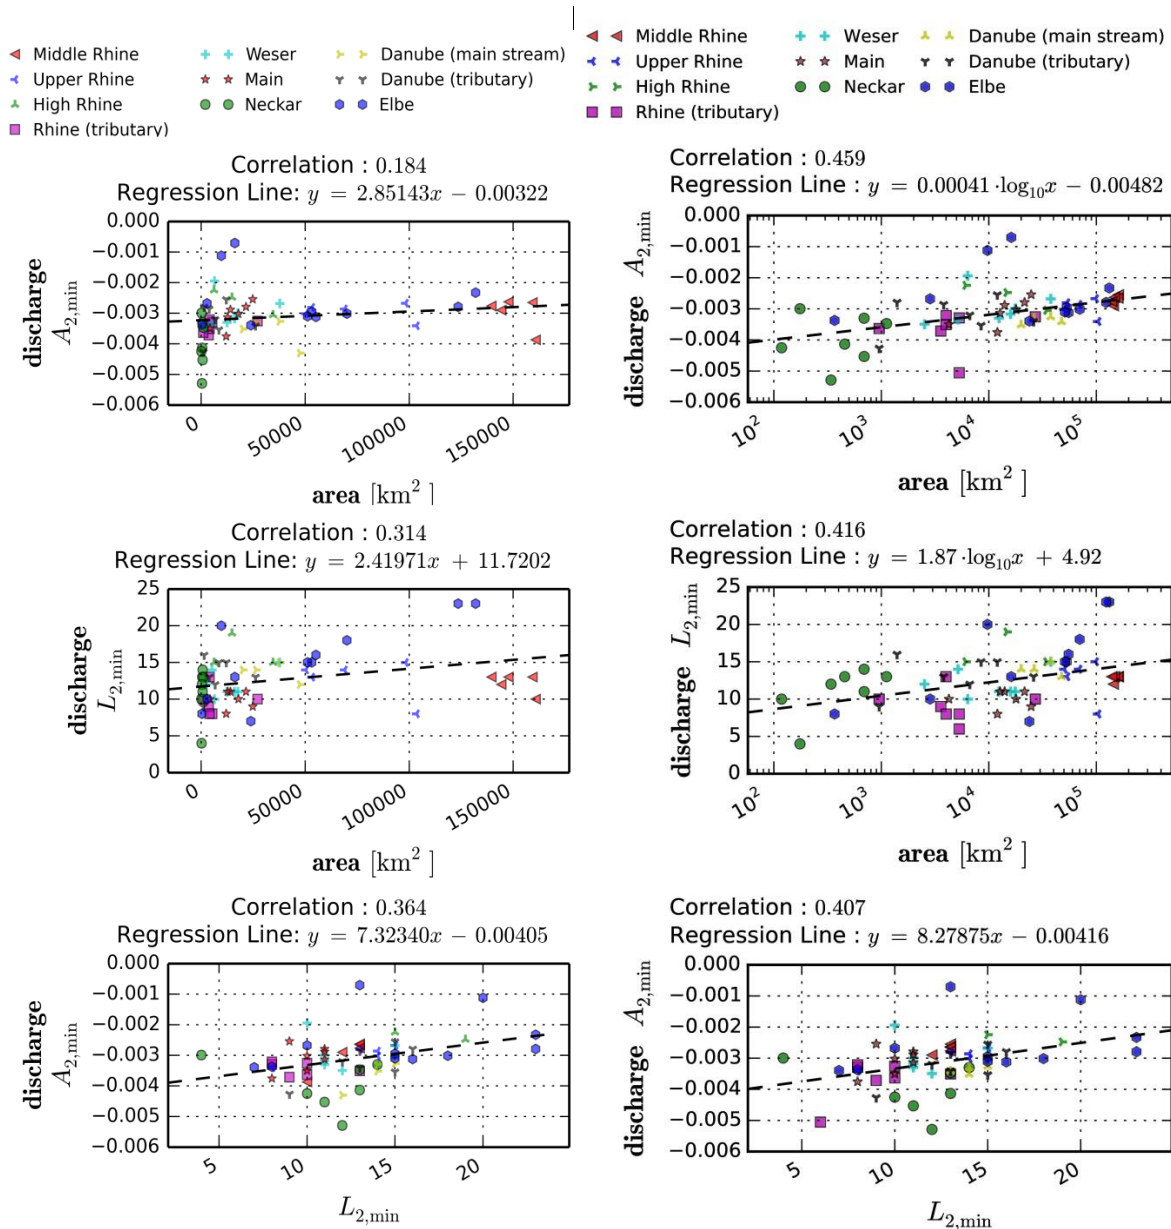 Middle Rhine
Upper Rhine
High Rhine
Rhine (tributary)
Weser
Main
Neckar
Danube (main stream)
Danube (tributary)
Elbe
Middle Rhine
Upper Rhine
High Rhine
Rhine (tributary)
Weser
Main
Neckar
Danube (main stream)
Danube (tributary)
Elbe
Correlation : 0.184
Regression Line: y = 2.85143x − 0.00322
discharge
A2,min
0.000
−0.001
−0.002
−0.003
−0.004
−0.005
−0.006
0
50000
100000
150000
area [km²]
Correlation : 0.459
Regression Line : y = 0.00041 ·log₁₀x − 0.00482
discharge A2,min
0.000
−0.001
−0.002
−0.003
−0.004
−0.005
−0.006
10²
10³
10⁴
10⁵
area [km²]
Correlation : 0.314
Regression Line: y = 2.41971x + 11.7202
discharge
L2,min
25
20
15
10
5
0
0
50000
100000
150000
area [km²]
Correlation : 0.416
Regression Line : y = 1.87 ·log₁₀x + 4.92
discharge L2,min
25
20
15
10
5
0
10²
10³
10⁴
10⁵
area [km²]
Correlation : 0.364
Regression Line: y = 7.32340x − 0.00405
discharge
A2,min
0.000
−0.001
−0.002
−0.003
−0.004
−0.005
−0.006
5
10
15
20
L2,min
Correlation : 0.407
Regression Line : y = 8.27875x − 0.00416
discharge A2,min
0.000
−0.001
−0.002
−0.003
−0.004
−0.005
−0.006
5
10
15
20
L2,min